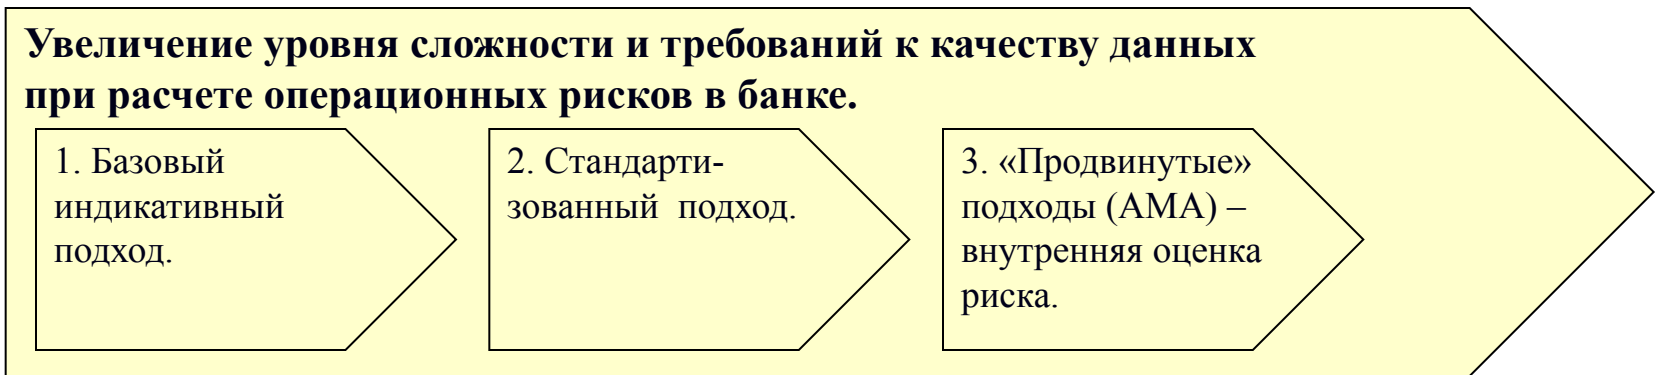 Увеличение уровня сложности и требований к качеству данных
при расчете операционных рисков в банке.
1. Базовый
индикативный
подход.
2. Стандарти-
зованный подход.
3. «Продвинутые»
подходы (АМА) –
внутренняя оценка
риска.